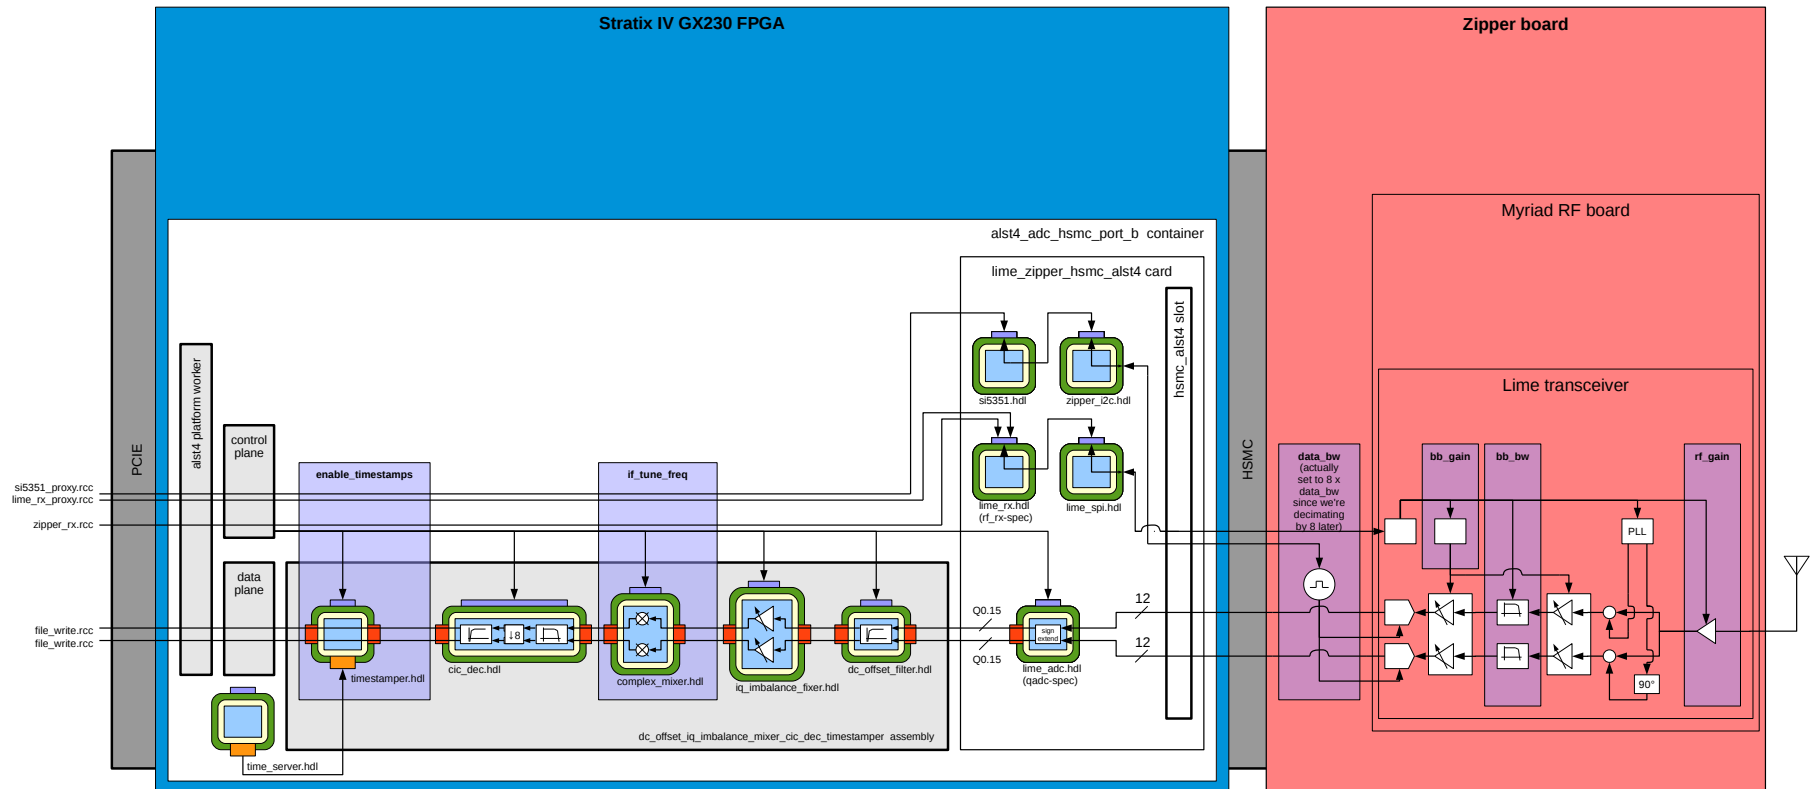 Stratix IV GX230 FPGA
Zipper board
Myriad RF board
alst4_adc_hsmc_port_b container
lime_zipper_hsmc_alst4 card
hsmc_alst4 slot
Lime transceiver
alst4 platform worker
PCIE
HSMC
control
plane
data
plane
enable_timestamps
if_tune_freq
si5351.hdl
zipper_i2c.hdl
lime_rx.hdl
(rf_rx-spec)
lime_spi.hdl
si5351_proxy.rcc
lime_rx_proxy.rcc
zipper_rx.rcc
file_write.rcc
file_write.rcc
data_bw
(actually
set to 8 x
data_bw
since we're
decimating
by 8 later)
bb_gain
bb_bw
rf_gain
PLL
90°
12
12
Q0.15
Q0.15
sign
extend
lime_adc.hdl
(qadc-spec)
↓8
timestamper.hdl
cic_dec.hdl
complex_mixer.hdl
iq_imbalance_fixer.hdl
dc_offset_filter.hdl
dc_offset_iq_imbalance_mixer_cic_dec_timestamper assembly
time_server.hdl